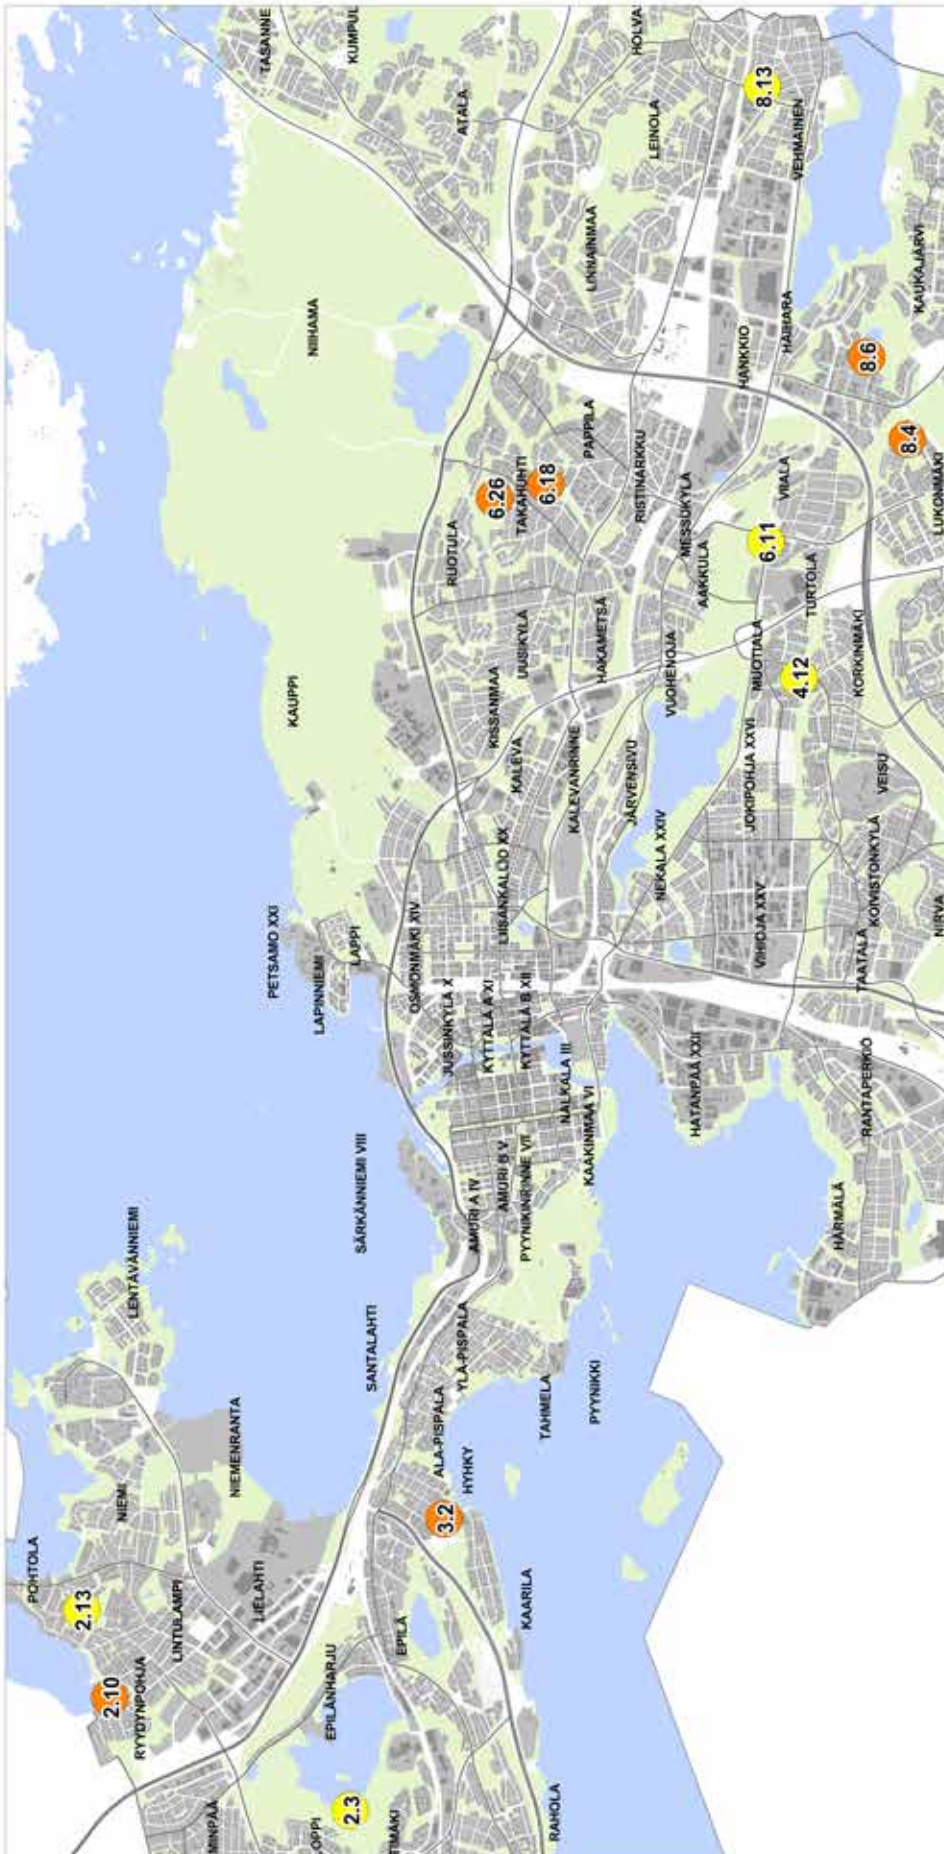 TASANNE
KUMPUL
ATALA
HOLVA
LEINOLA
8.13
VEHMAINEN
NIIHAMA
LINNAINMAA
HANKKIO
HAIHARA
8.6
KAUKAJÄRVI
8.4
LUKONMÄKI
6.26
TAKAHUHTI
6.18
PAPPILA
RISTINARKKU
MESSUKYLÄ
VIIALA
6.11
RUOTULA
AAKKULA
TURTOLA
UUSIKYLÄ
HAKAMETSÄ
VUOHENOJA
MUOTIALA
4.12
KORKINMÄKI
KAUPPI
KISSANMAA
KALEVA
KALEVANRINNE
JÄRVENSIVU
JOKIPOHJA XXVI
VEISU
NEKALA XXIV
LIISANKALLIO XX
VIHIOJA XXV
KOIVISTONKYLÄ
NIRVA
TAATALA
PETSAMO XXI
LAPPI
LAPINNIEMI
OSMONMÄKI XIV
JUSSINKYLÄ X
KYTTÄLÄ A XI
KYTTÄLÄ B XII
NALKALA III
KAAKINMAA VI
HATANPÄÄ XXII
RANTAPERKIÖ
HÄRMÄLÄ
SÄRKÄNNIEMI VIII
AMURI A IV
AMURI B V
PYYNIKINRINNE VII
LENTÄVÄNNIEMI
SANTALAHTI
YLÄ-PISPALA
ALA-PISPALA
TAHMELA
PYYNIKKI
HYHKY
3.2
NIEMENRANTA
NIEMI
POHTOLA
2.13
LINTULAMPI
LIELAHTI
2.10
RYYDYNPOHJA
EPILÄNHARJU
EPILÄ
KAARILA
2.3
MINPÄÄ
OPPI
TIMÄKI
RAHOLA